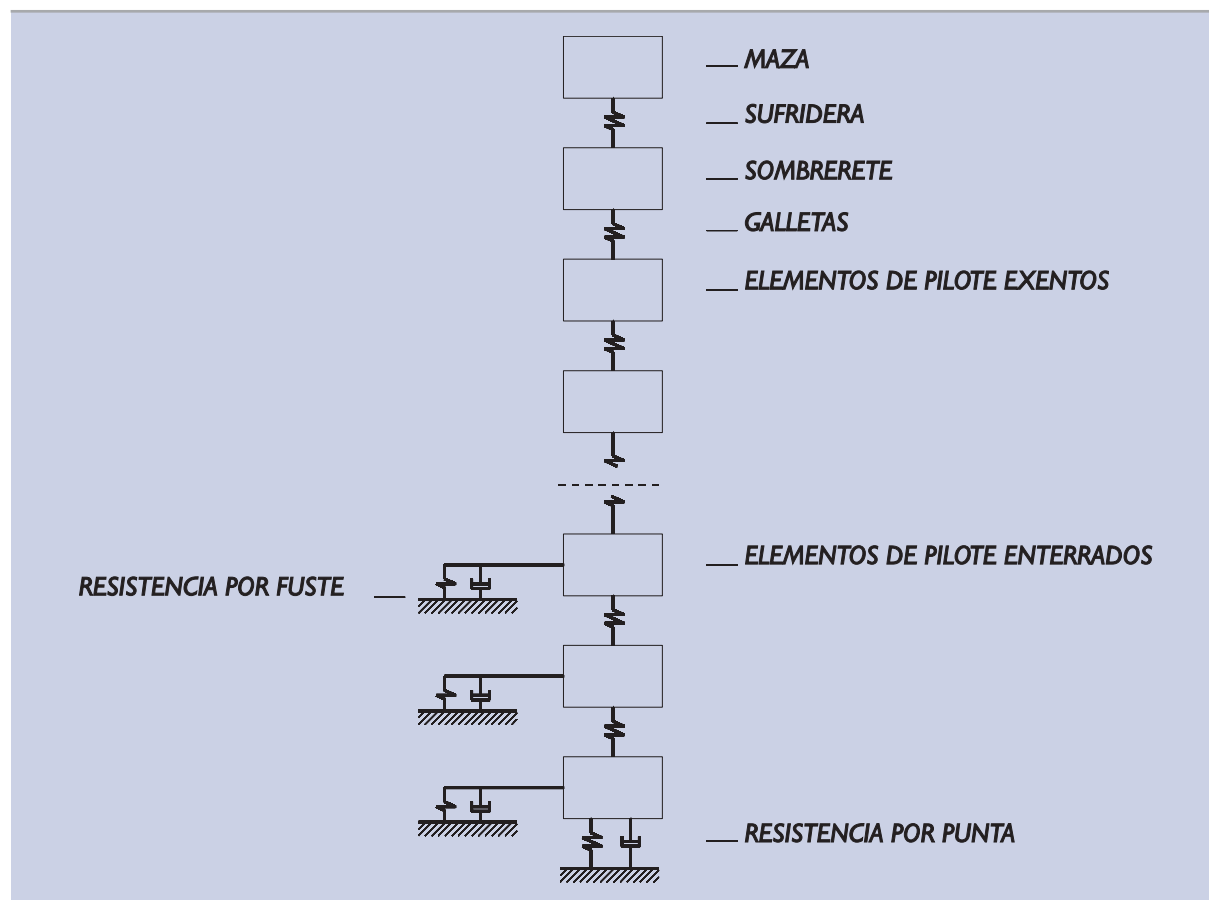 MAZA
SUFRIDERA
SOMBRERETE
GALLETAS
ELEMENTOS DE PILOTE EXENTOS
ELEMENTOS DE PILOTE ENTERRADOS
RESISTENCIA POR FUSTE
RESISTENCIA POR PUNTA